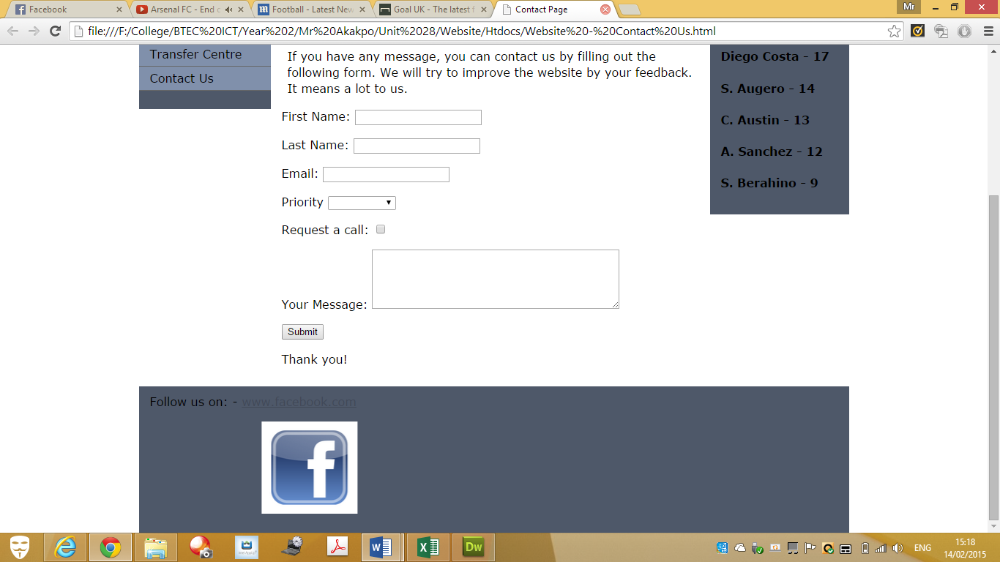 Facebook
Arsenal FC - End c
Football - Latest New
Goal UK - The latest f
Contact Page
Mr
file:///F:/College/BTEC%20ICT/Year%202/Mr%20Akakpo/Unit%2028/Website/Htdocs/Website%20-%20Contact%20Us.html
Transfer Centre
Contact Us
If you have any message, you can contact us by filling out the
following form. We will try to improve the website by your feedback.
It means a lot to us.
First Name:
Last Name:
Email:
Priority
Request a call:
Your Message:
Submit
Thank you!
Diego Costa - 17
S. Augero - 14
C. Austin - 13
A. Sanchez - 12
S. Berahino - 9
Follow us on: - www.facebook.com
f
Dw
ENG
15:18
14/02/2015